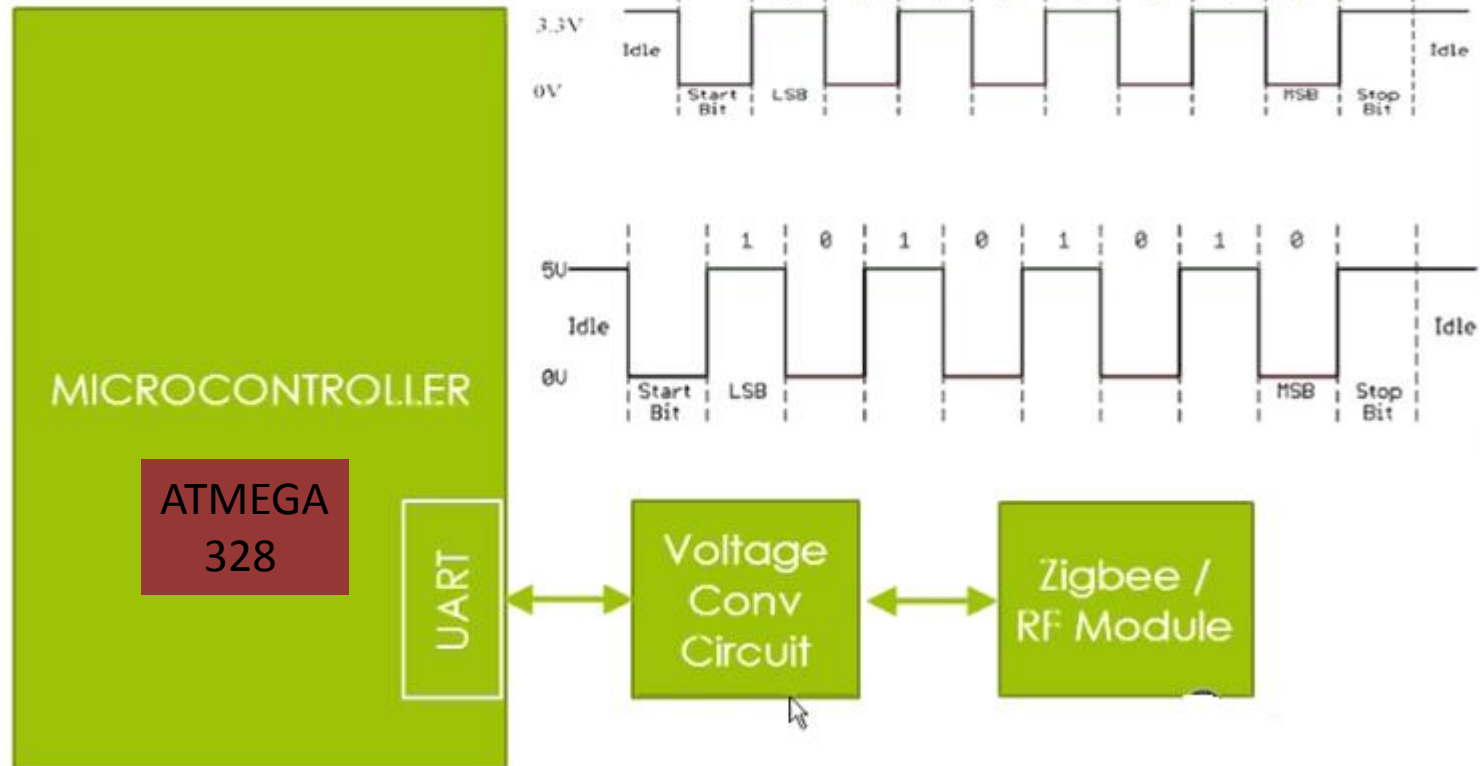 3.3V
Idle
Idle
0V
Start
Bit
LSB
MSB
Stop
Bit
1 0 1 0 1 0 1 0
5V
Idle
Idle
0V
Start
Bit
LSB
MSB
Stop
Bit
MICROCONTROLLER
ATMEGA
328
UART
Voltage
Conv
Circuit
Zigbee /
RF Module